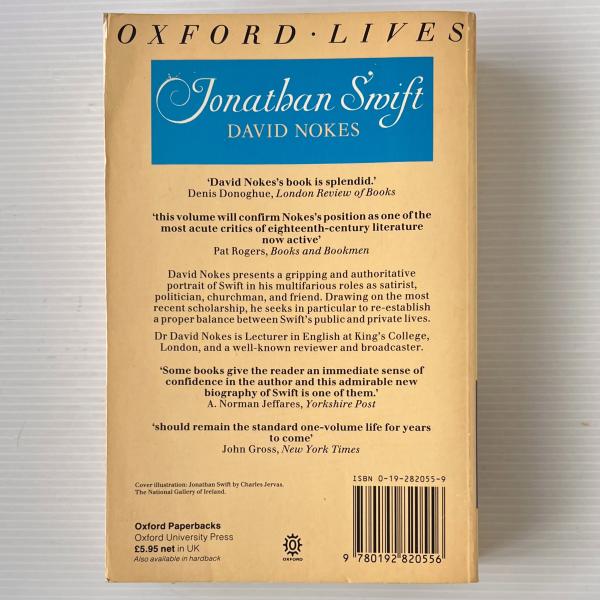 OXFORD · LIVES
Jonathan Swift
DAVID NOKES
'David Nokes's book is splendid.'
Denis Donoghue, London Review of Books
'this volume will confirm Nokes's position as one of the
most acute critics of eighteenth-century literature
now active'
Pat Rogers, Books and Bookmen
David Nokes presents a gripping and authoritative
portrait of Swift in his multifarious roles as satirist,
politician, churchman, and friend. Drawing on the most
recent scholarship, he seeks in particular to re-establish
a proper balance between Swift's public and private lives.
Dr David Nokes is Lecturer in English at King's College,
London, and a well-known reviewer and broadcaster.
'Some books give the reader an immediate sense of
confidence in the author and this admirable new
biography of Swift is one of them.'
A. Norman Jeffares, Yorkshire Post
'should remain the standard one-volume life for years
to come'
John Gross, New York Times
Cover illustration: Jonathan Swift by Charles Jervas.
The National Gallery of Ireland.
Oxford Paperbacks
Oxford University Press
£5.95 net in UK
Also available in hardback
OXFORD
ISBN 0-19-282055-9
9 780192 820556